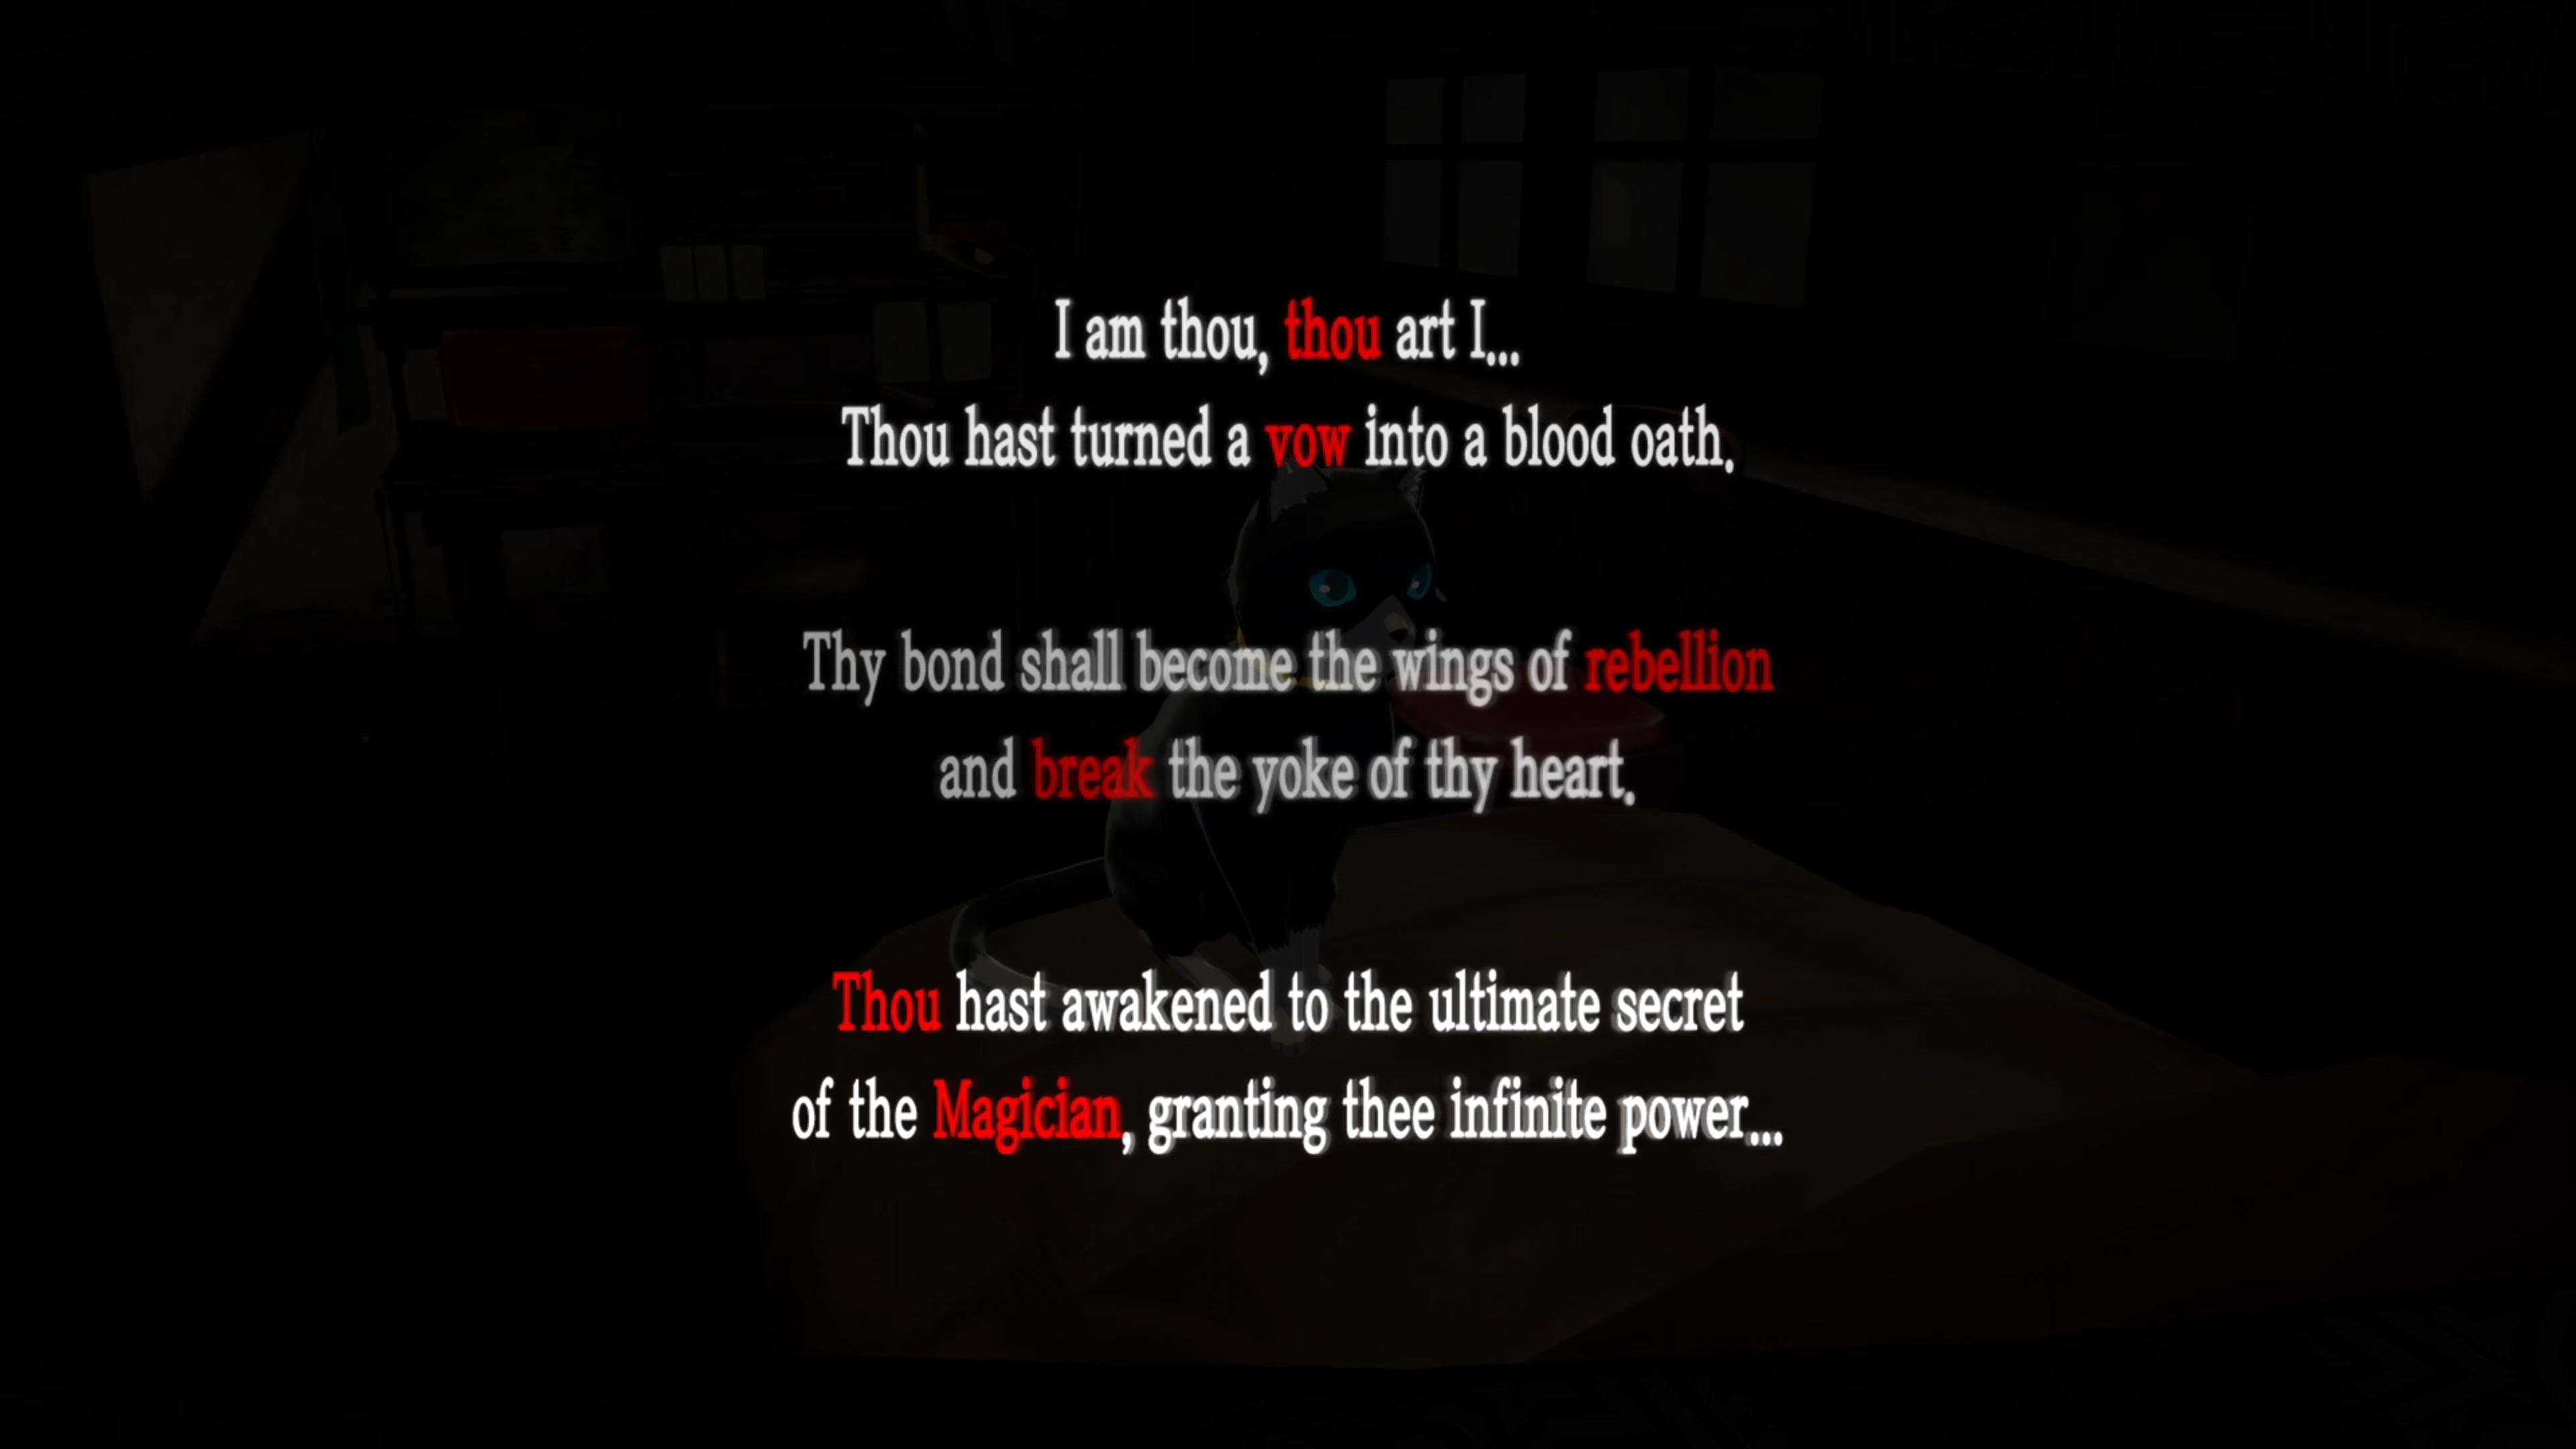 I am thou, thou art I...
Thou hast turned a vow into a blood oath.
Thy bond shall become the wings of rebellion
and break the yoke of thy heart.
Thou hast awakened to the ultimate secret
of the Magician, granting thee infinite power...